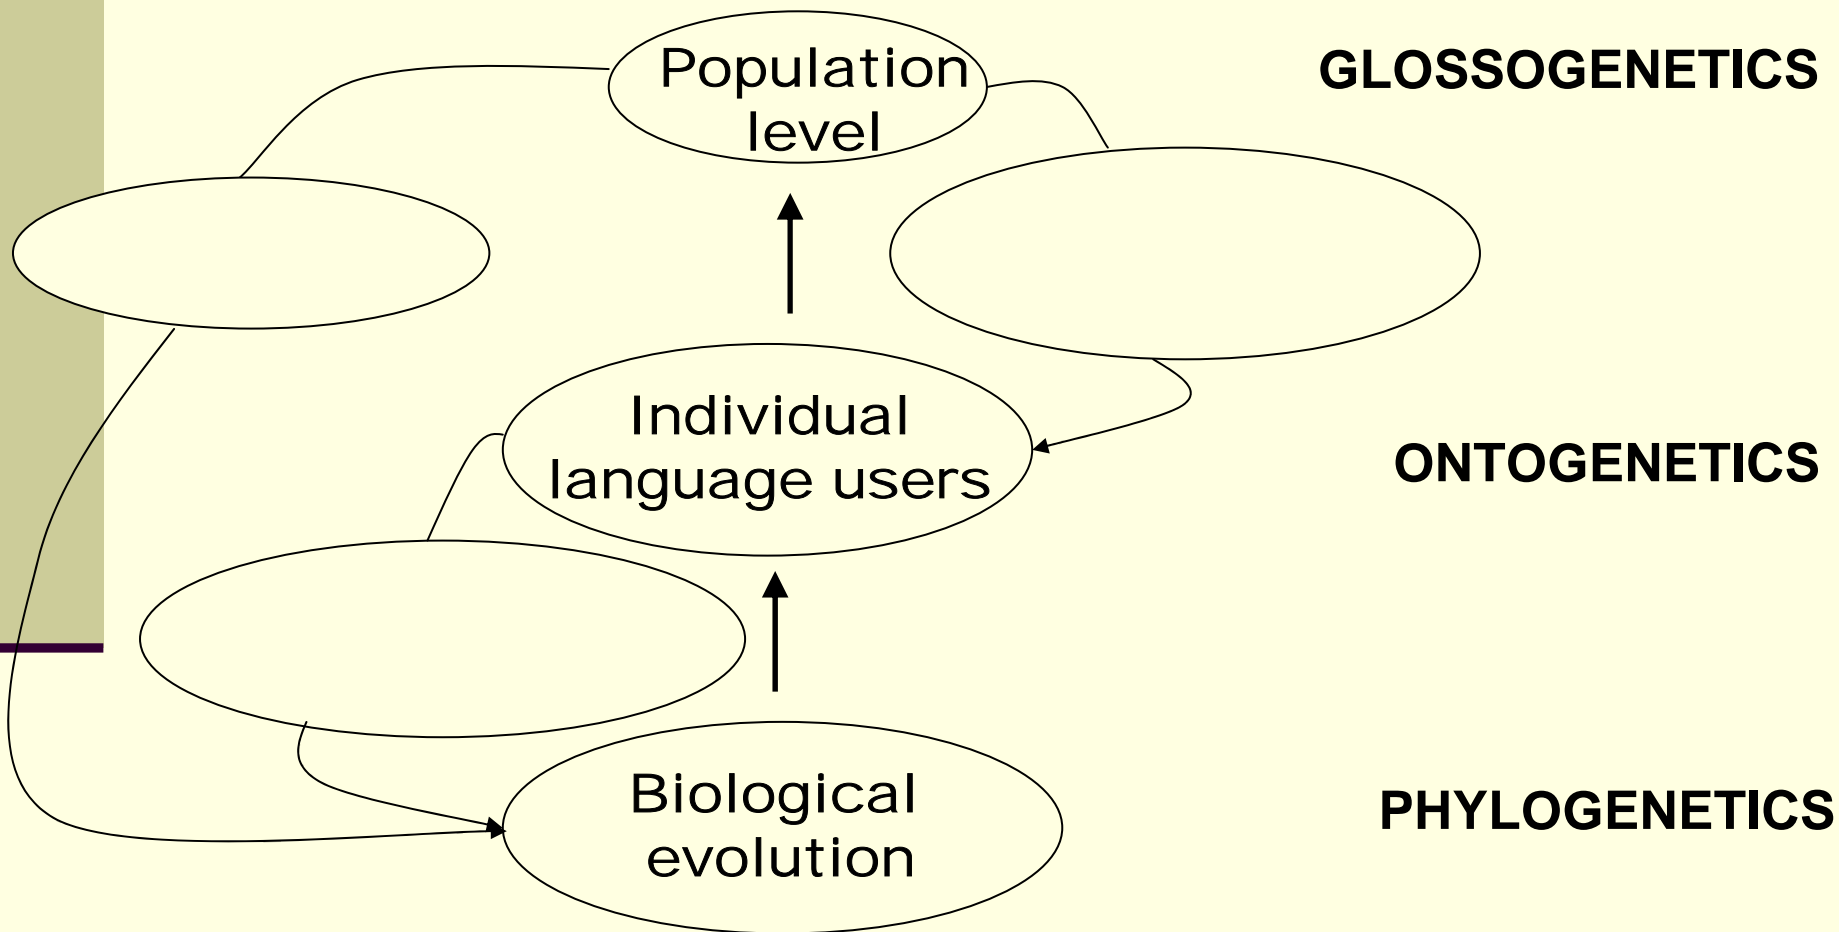 Population
level
GLOSSOGENETICS
Individual
language users
ONTOGENETICS
Biological
evolution
PHYLOGENETICS